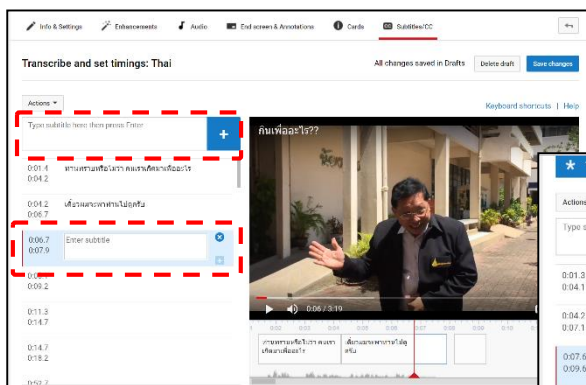 Info & Settings
Enhancements
Audio
End screen & Annotations
Cards
Subtitles/CC
Transcribe and set timings: Thai
All changes saved in Drafts
Delete draft
Save changes
Actions
Keyboard shortcuts | Help
Type subtitle here then press Enter
+
กินเพื่ออะไร??
0:01.4
0:04.2
0:04.2
0:06.7
0:06.7
Enter subtitle
0:07.9
0:09.2
0:11.3
0:14.7
0:14.7
0:18.2
0:06 / 3:19
Actions
Type s
0:01.3
0:04.1
0:04.2
0:07.1
0:07.6